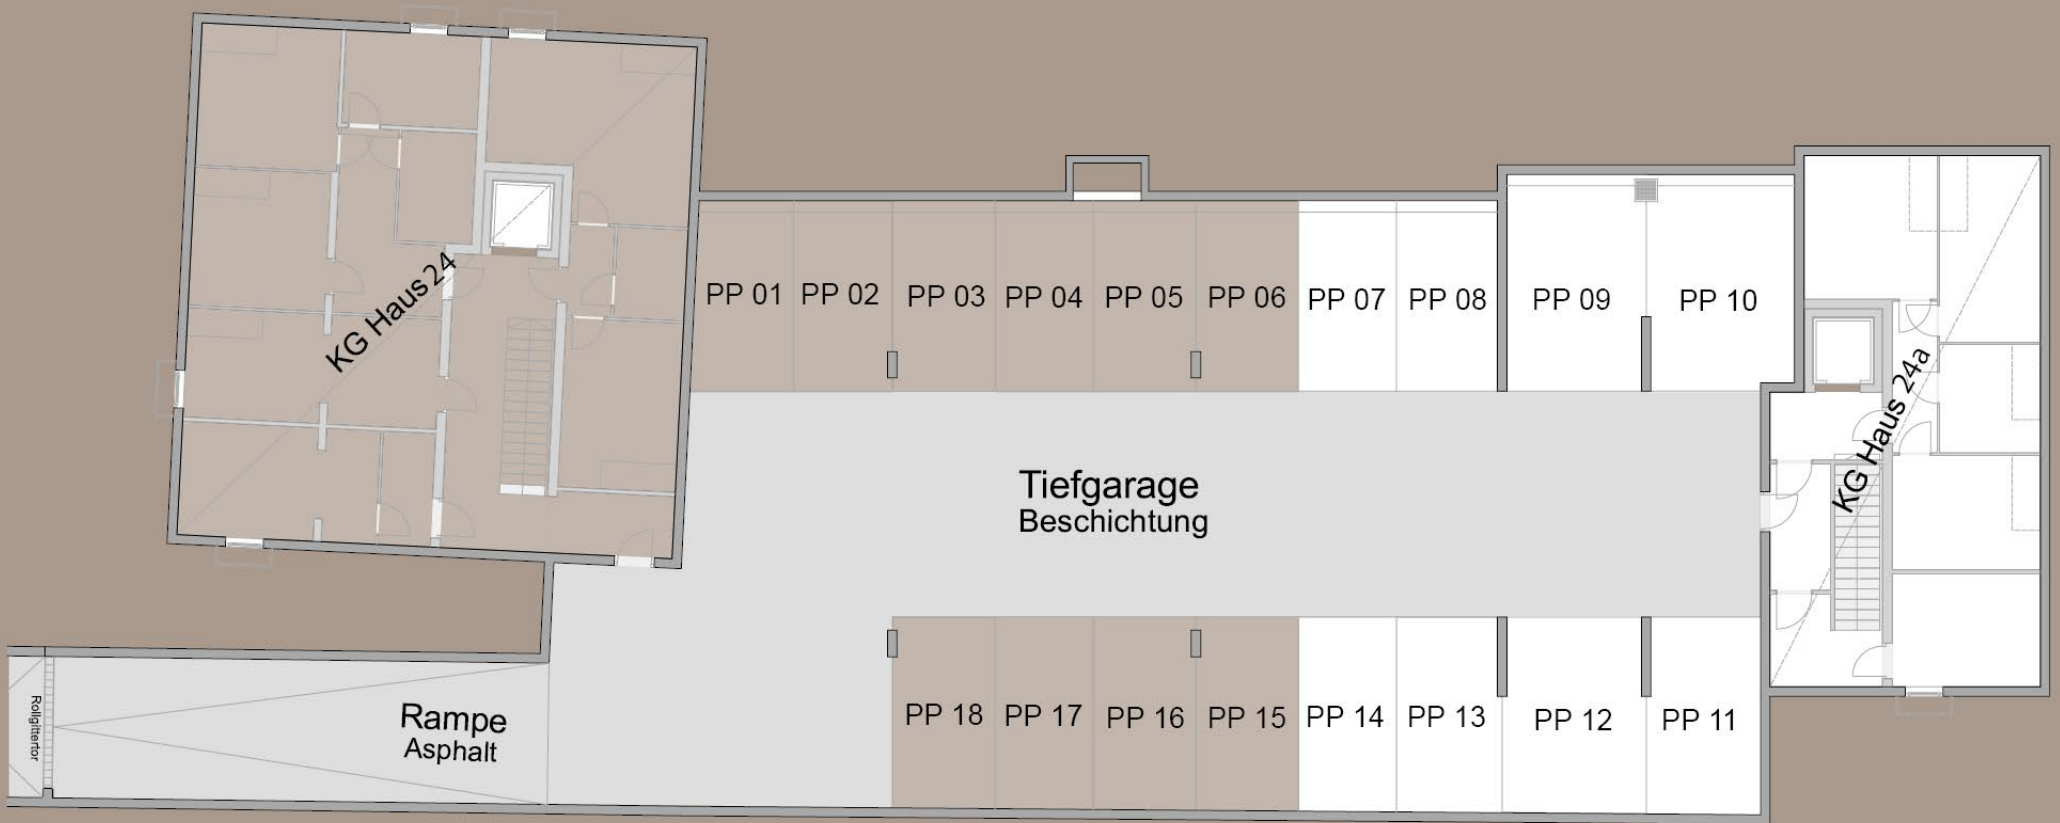 KG Haus 24
PP 01
PP 02
PP 03
PP 04
PP 05
PP 06
PP 07
PP 08
PP 09
PP 10
KG Haus 24a
Tiefgarage
Beschichtung
Rollgittertor
Rampe
Asphalt
PP 18
PP 17
PP 16
PP 15
PP 14
PP 13
PP 12
PP 11